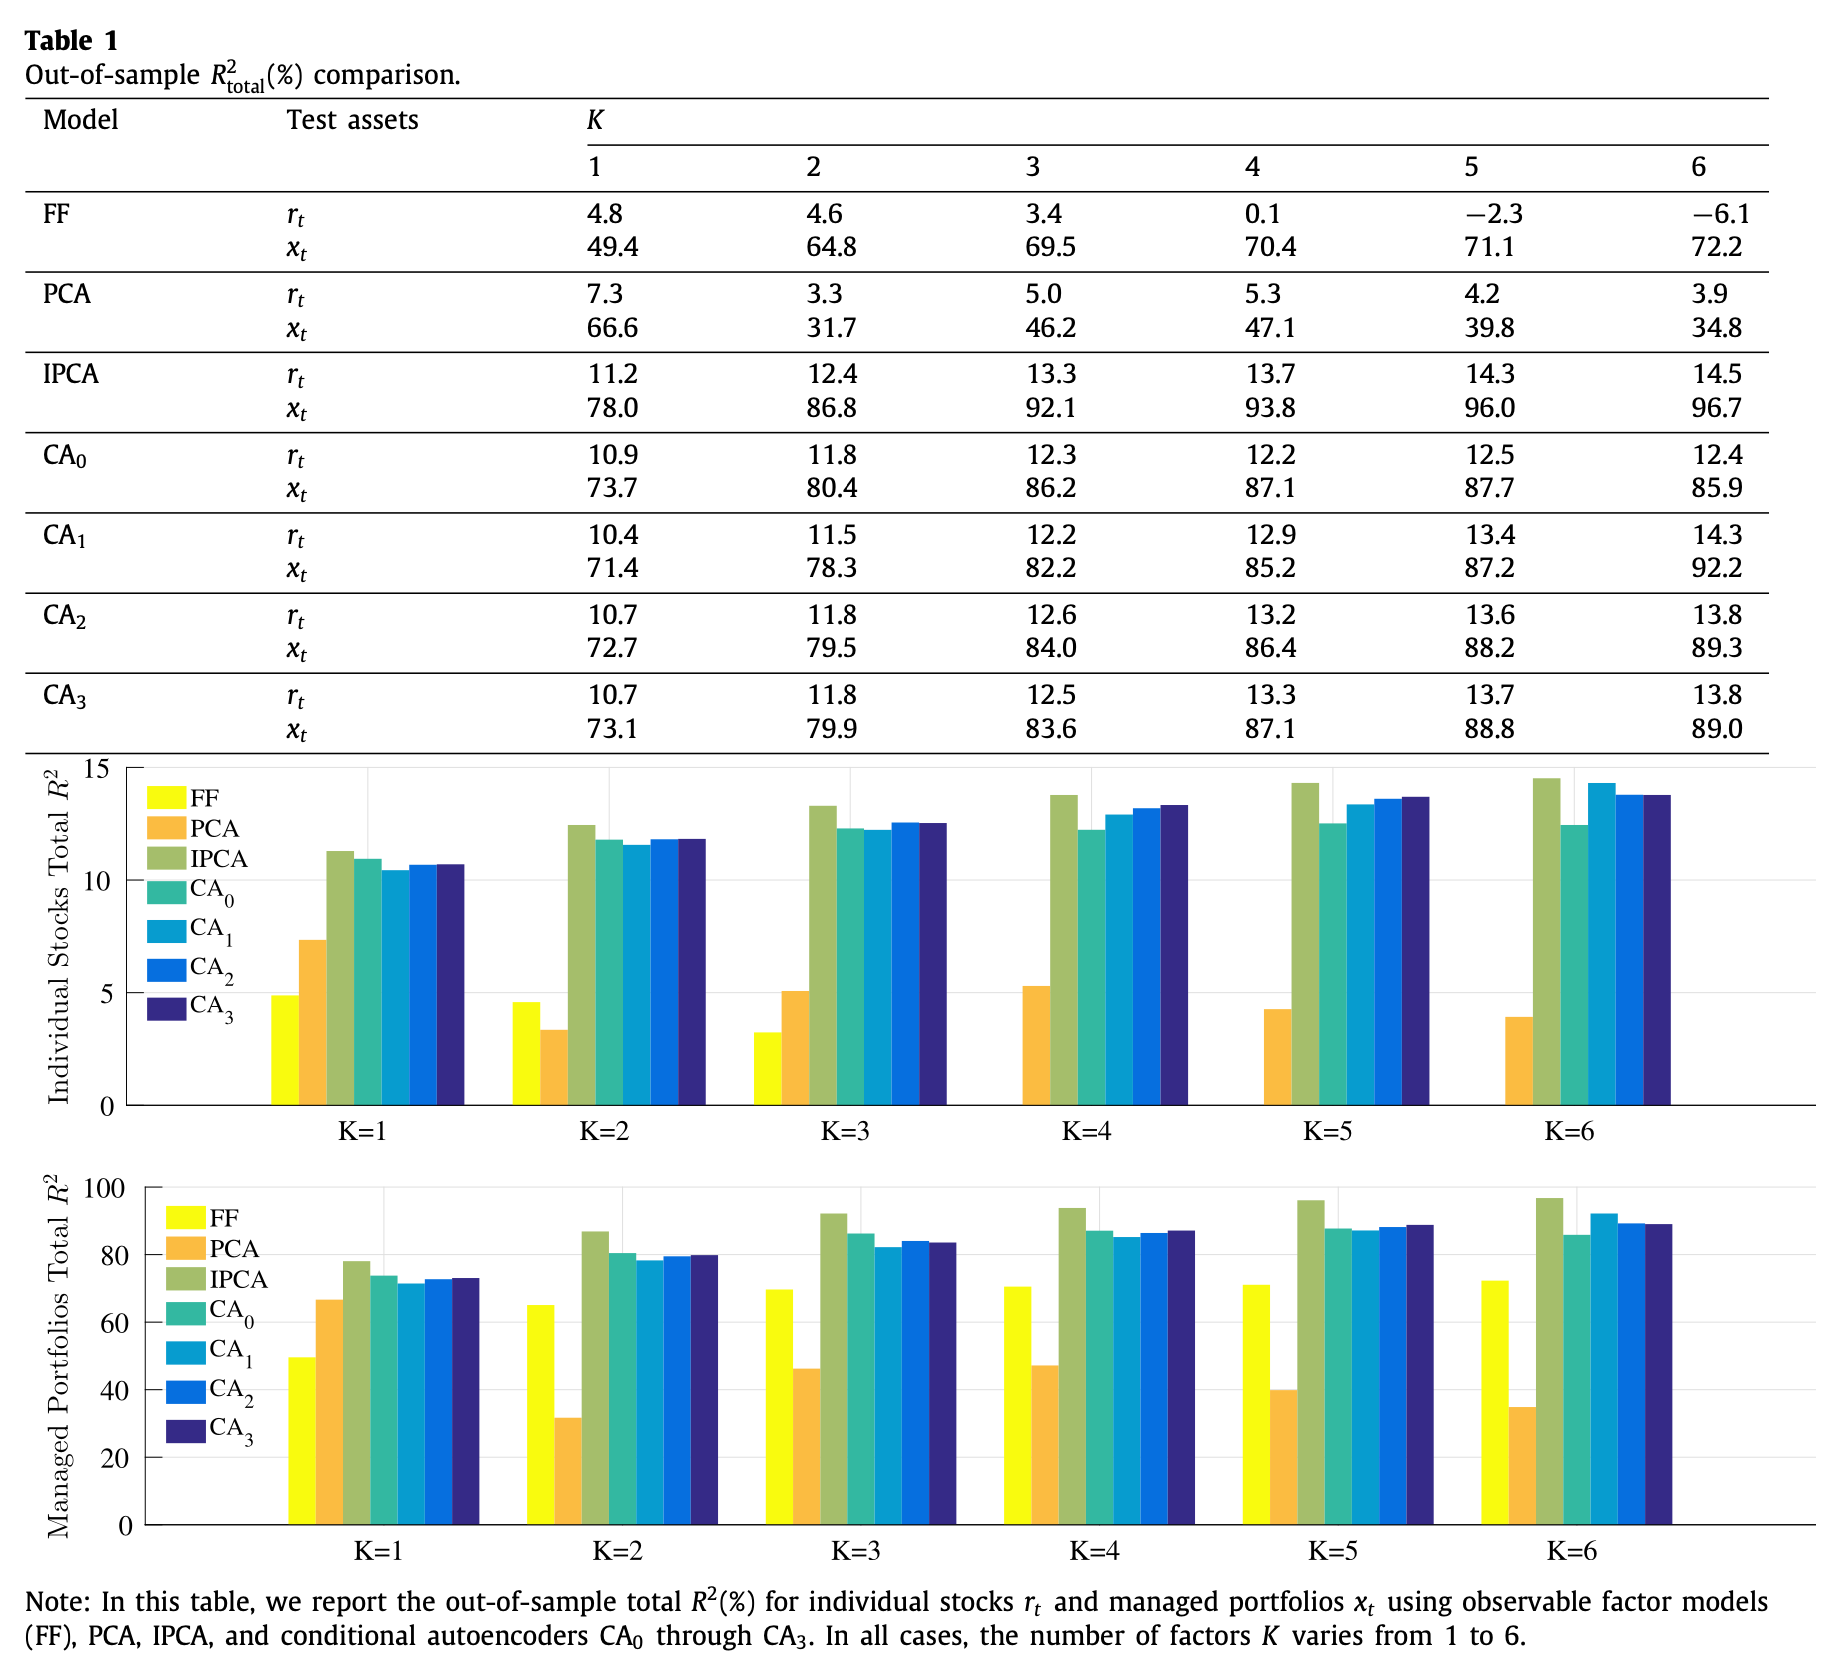 Table 1
Out-of-sample R²total(%) comparison.
Model Test assets K
1 2 3 4 5 6
FF rt 4.8 4.6 3.4 0.1 −2.3 −6.1
xt 49.4 64.8 69.5 70.4 71.1 72.2
PCA rt 7.3 3.3 5.0 5.3 4.2 3.9
xt 66.6 31.7 46.2 47.1 39.8 34.8
IPCA rt 11.2 12.4 13.3 13.7 14.3 14.5
xt 78.0 86.8 92.1 93.8 96.0 96.7
CA0 rt 10.9 11.8 12.3 12.2 12.5 12.4
xt 73.7 80.4 86.2 87.1 87.7 85.9
CA1 rt 10.4 11.5 12.2 12.9 13.4 14.3
xt 71.4 78.3 82.2 85.2 87.2 92.2
CA2 rt 10.7 11.8 12.6 13.2 13.6 13.8
xt 72.7 79.5 84.0 86.4 88.2 89.3
CA3 rt 10.7 11.8 12.5 13.3 13.7 13.8
xt 73.1 79.9 83.6 87.1 88.8 89.0
Individual Stocks Total R²
15
10
5
0
FF
PCA
IPCA
CA0
CA1
CA2
CA3
K=1 K=2 K=3 K=4 K=5 K=6
Managed Portfolios Total R²
100
80
60
40
20
0
FF
PCA
IPCA
CA0
CA1
CA2
CA3
K=1 K=2 K=3 K=4 K=5 K=6
Note: In this table, we report the out-of-sample total R²(%) for individual stocks rt and managed portfolios xt using observable factor models
(FF), PCA, IPCA, and conditional autoencoders CA0 through CA3. In all cases, the number of factors K varies from 1 to 6.